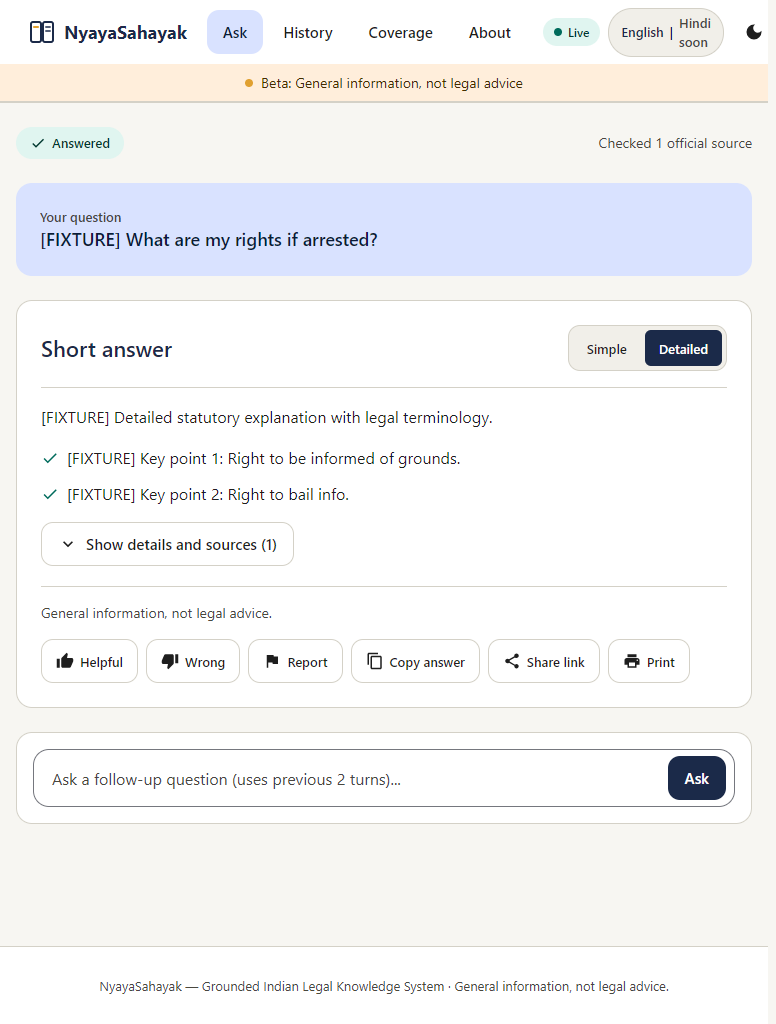 NyayaSahayak
Ask
History
Coverage
About
Live
English | Hindi soon
Beta: General information, not legal advice
Answered
Checked 1 official source
Your question
[FIXTURE] What are my rights if arrested?
Short answer
Simple
Detailed
[FIXTURE] Detailed statutory explanation with legal terminology.
[FIXTURE] Key point 1: Right to be informed of grounds.
[FIXTURE] Key point 2: Right to bail info.
Show details and sources (1)
General information, not legal advice.
Helpful
Wrong
Report
Copy answer
Share link
Print
Ask a follow-up question (uses previous 2 turns)...
Ask
NyayaSahayak — Grounded Indian Legal Knowledge System · General information, not legal advice.